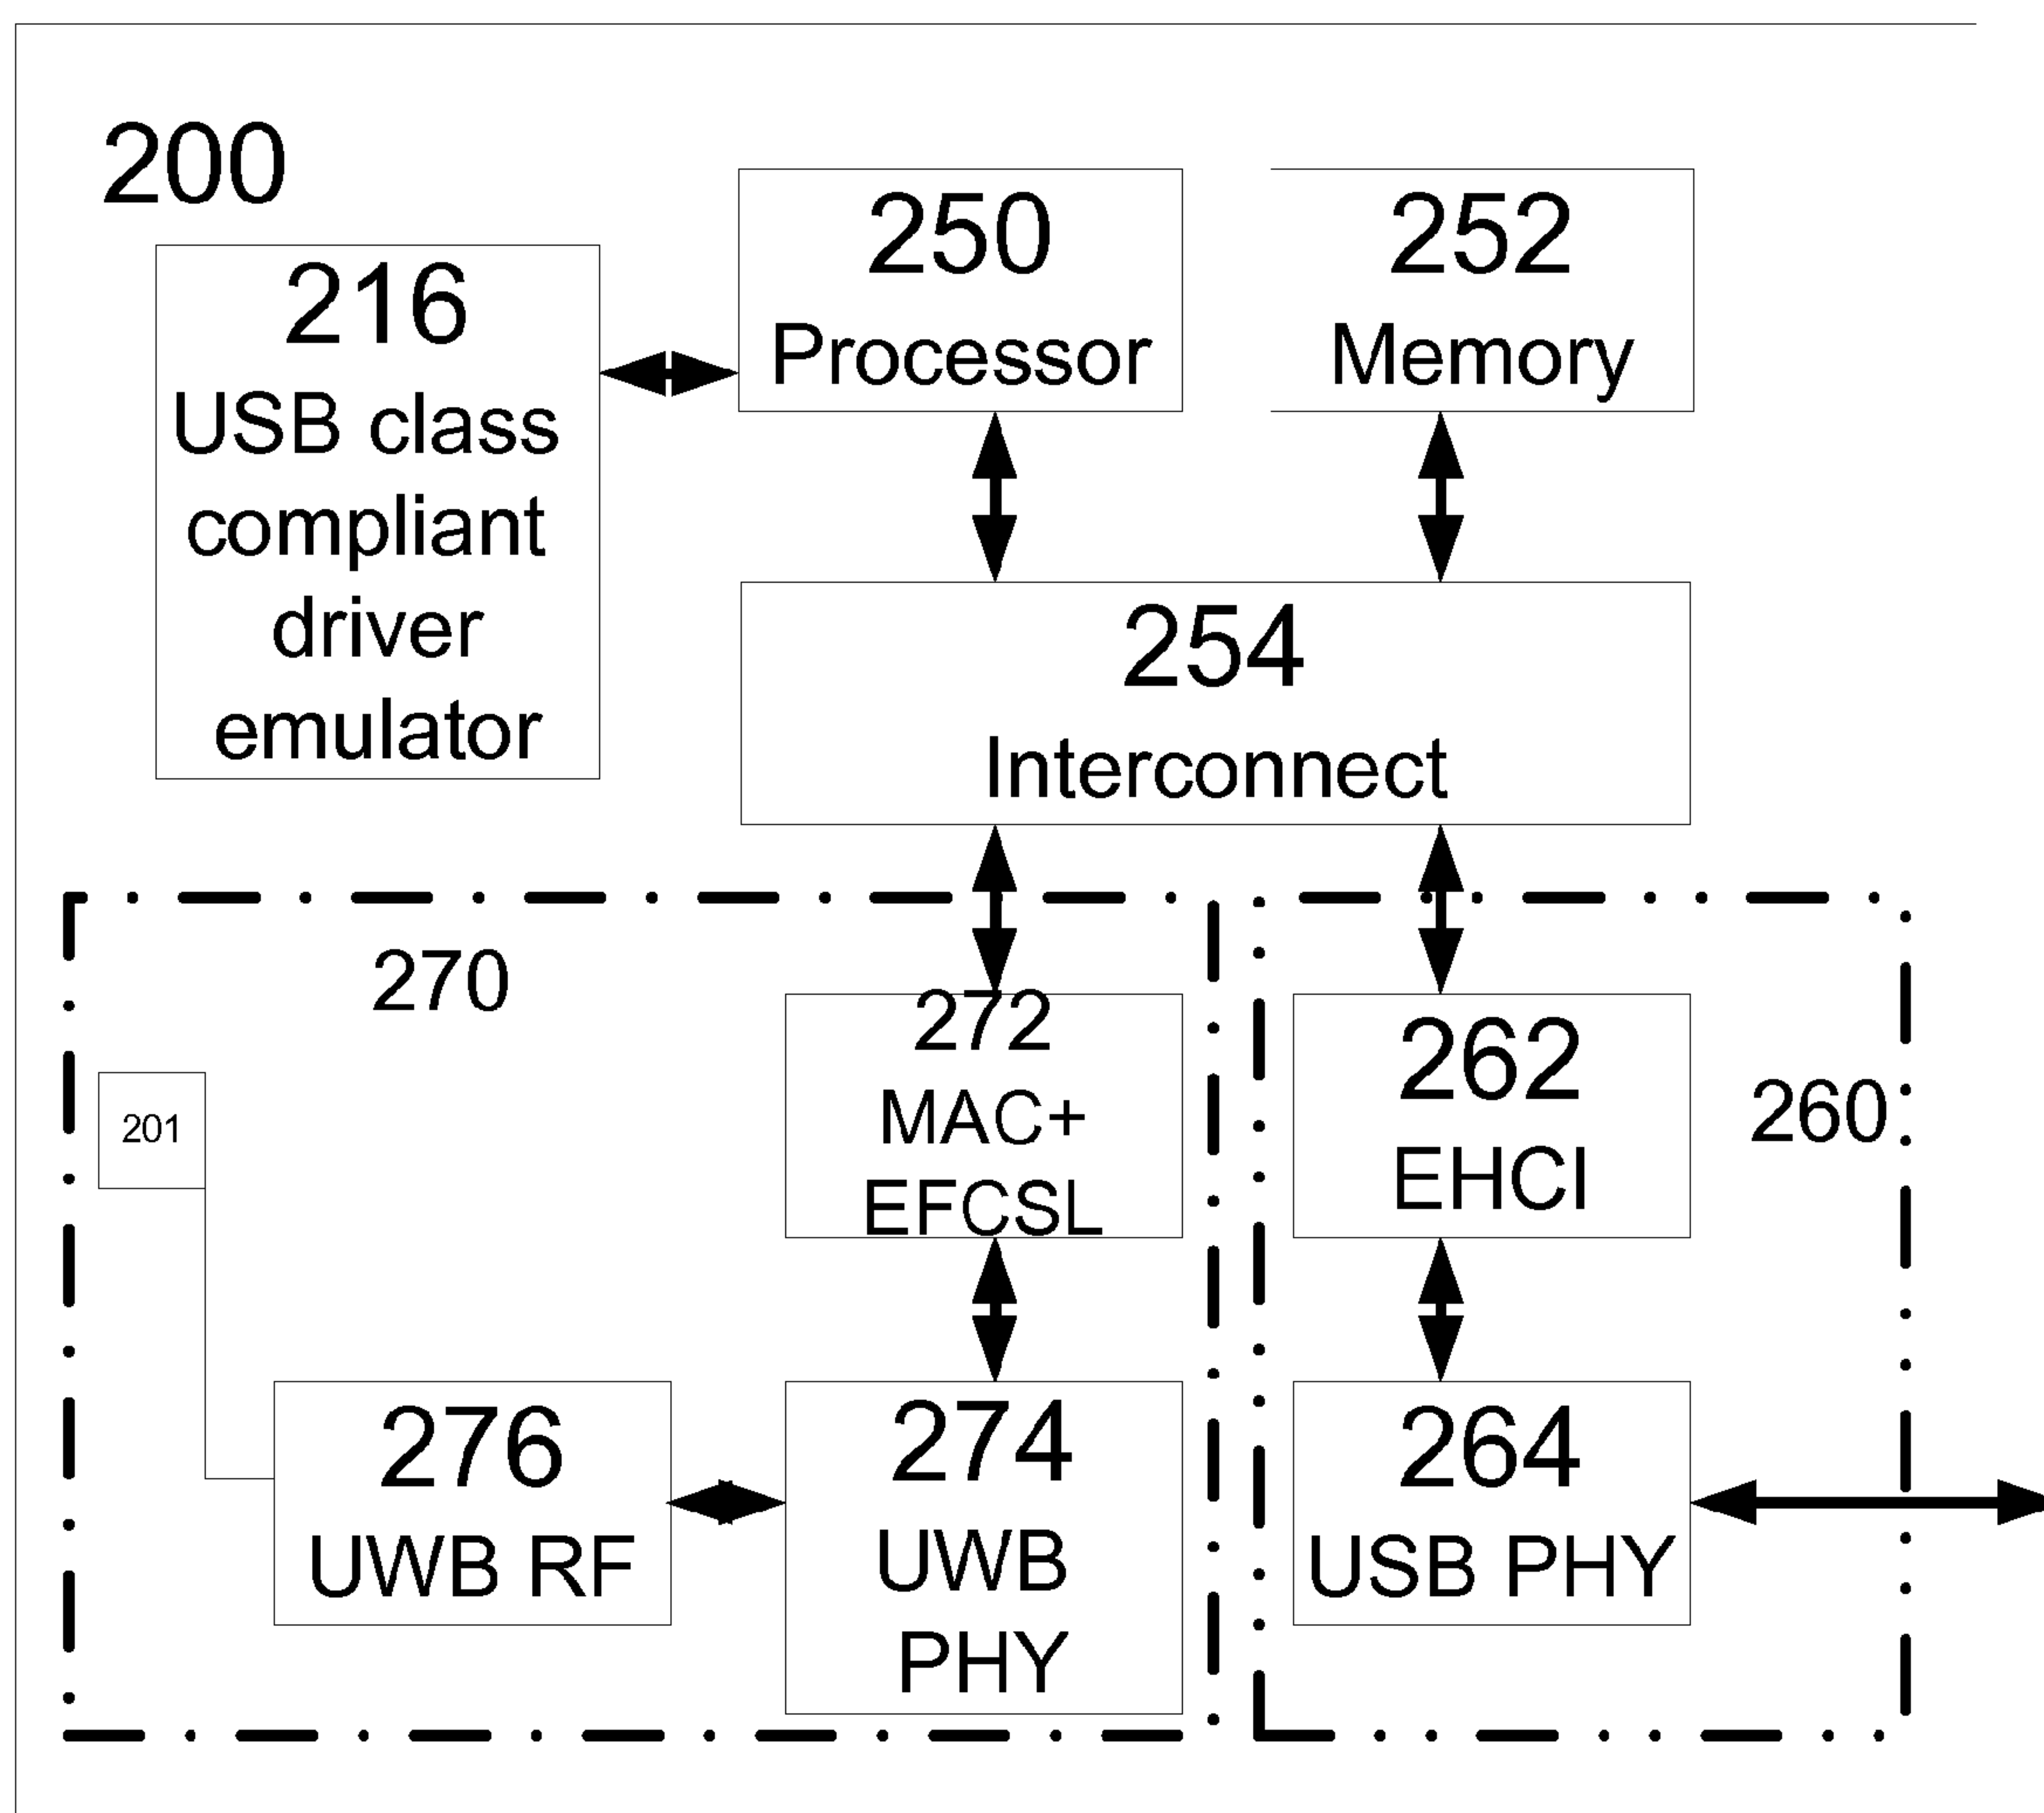 200
216
USB class
compliant
driver
emulator
250
Processor
252
Memory
254
Interconnect
270
272
MAC+
EFCSL
201
276
UWB RF
274
UWB
PHY
262
EHCI
260
264
USB PHY